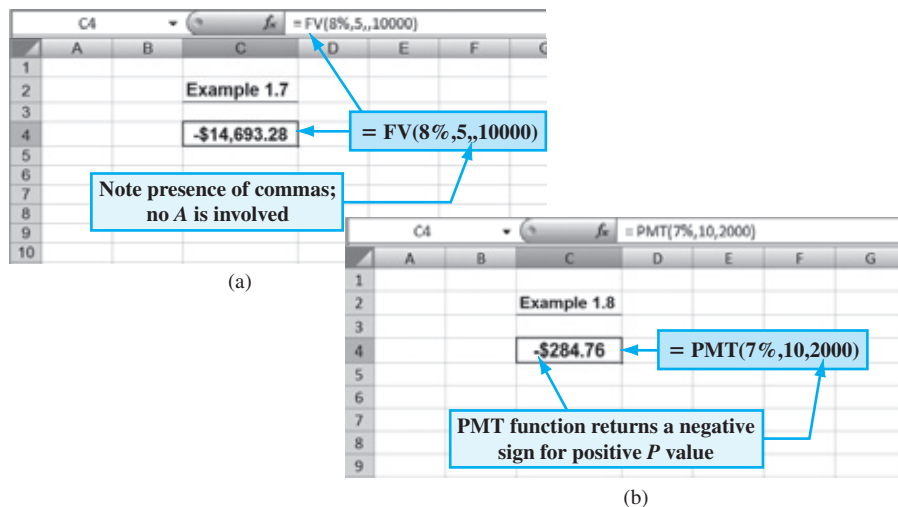 C4 fx =FV(8%,5,,10000)
A B C D E F G
1
2 Example 1.7
3
4 -$14,693.28 = FV(8%,5,,10000)
5
6
7 Note presence of commas;
8 no A is involved
9
10
(a)
C4 fx =PMT(7%,10,2000)
A B C D E F G
1
2 Example 1.8
3
4 -$284.76 = PMT(7%,10,2000)
5
6
7 PMT function returns a negative
8 sign for positive P value
9
(b)